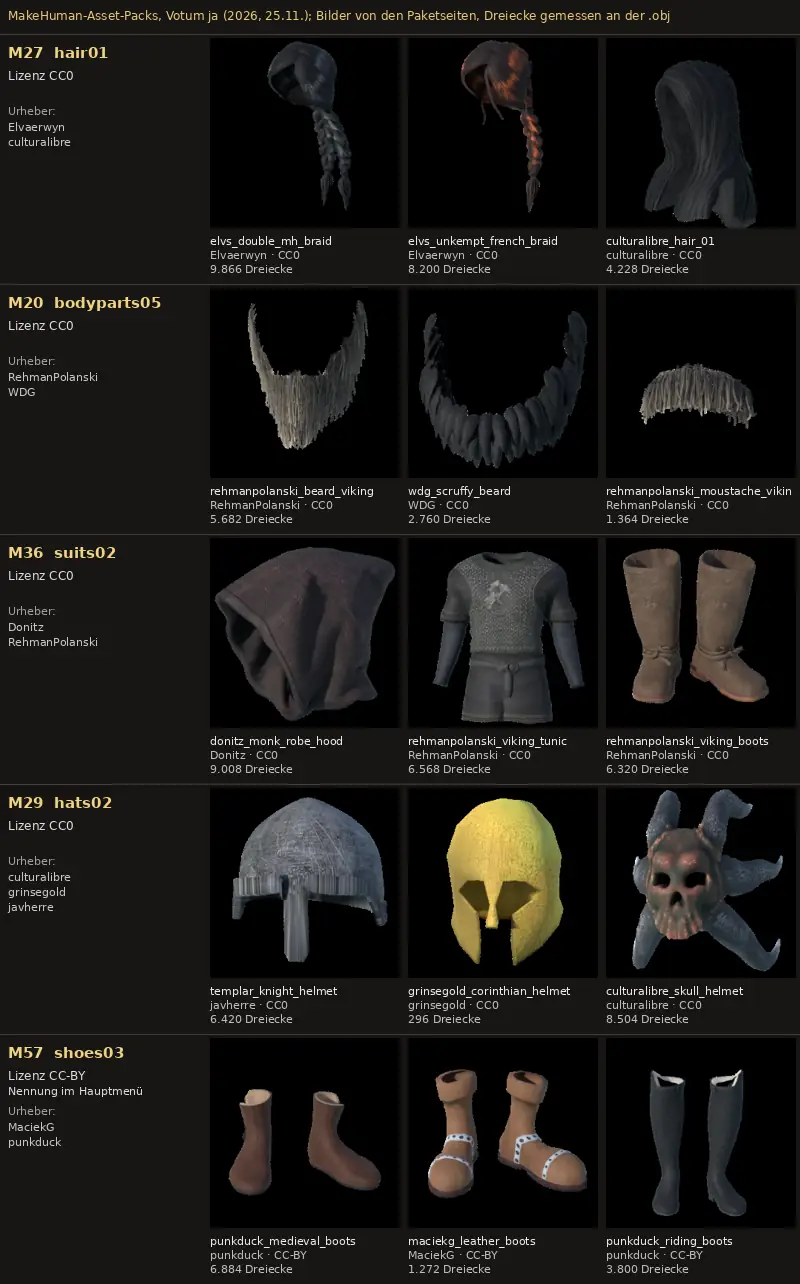 MakeHuman-Asset-Packs, Votum ja (2026, 25.11.); Bilder von den Paketseiten, Dreiecke gemessen an der .obj
M27 hair01
Lizenz CC0
Urheber:
Elvaerwyn
culturalibre
elvs_double_mh_braid
Elvaerwyn · CC0
9.866 Dreiecke
elvs_unkempt_french_braid
Elvaerwyn · CC0
8.200 Dreiecke
culturalibre_hair_01
culturalibre · CC0
4.228 Dreiecke
M20 bodyparts05
Lizenz CC0
Urheber:
RehmanPolanski
WDG
rehmanpolanski_beard_viking
RehmanPolanski · CC0
5.682 Dreiecke
wdg_scruffy_beard
WDG · CC0
2.760 Dreiecke
rehmanpolanski_moustache_vikin
RehmanPolanski · CC0
1.364 Dreiecke
M36 suits02
Lizenz CC0
Urheber:
Donitz
RehmanPolanski
donitz_monk_robe_hood
Donitz · CC0
9.008 Dreiecke
rehmanpolanski_viking_tunic
RehmanPolanski · CC0
6.568 Dreiecke
rehmanpolanski_viking_boots
RehmanPolanski · CC0
6.320 Dreiecke
M29 hats02
Lizenz CC0
Urheber:
culturalibre
grinsegold
javherre
templar_knight_helmet
javherre · CC0
6.420 Dreiecke
grinsegold_corinthian_helmet
grinsegold · CC0
296 Dreiecke
culturalibre_skull_helmet
culturalibre · CC0
8.504 Dreiecke
M57 shoes03
Lizenz CC-BY
Nennung im Hauptmenü
Urheber:
MaciekG
punkduck
punkduck_medieval_boots
punkduck · CC-BY
6.884 Dreiecke
maciekg_leather_boots
MaciekG · CC-BY
1.272 Dreiecke
punkduck_riding_boots
punkduck · CC-BY
3.800 Dreiecke